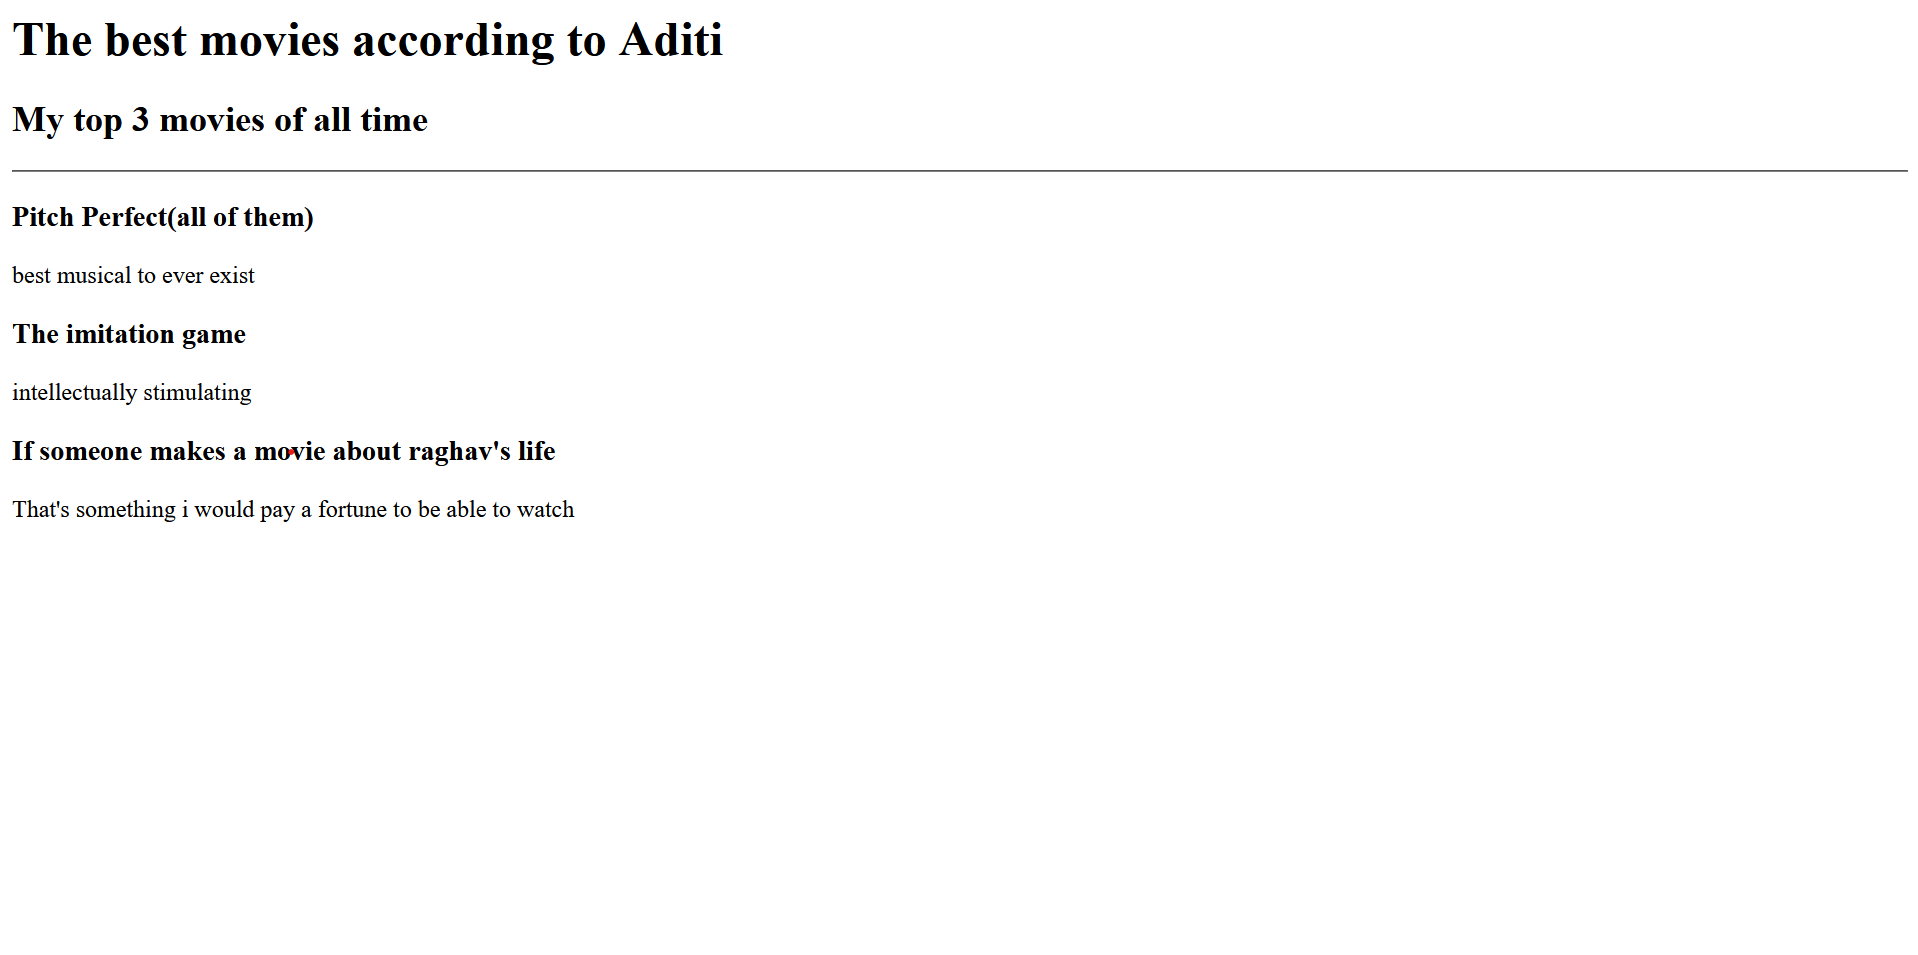 The best movies according to Aditi
My top 3 movies of all time
Pitch Perfect(all of them)
best musical to ever exist
The imitation game
intellectually stimulating
If someone makes a movie about raghav's life
That's something i would pay a fortune to be able to watch